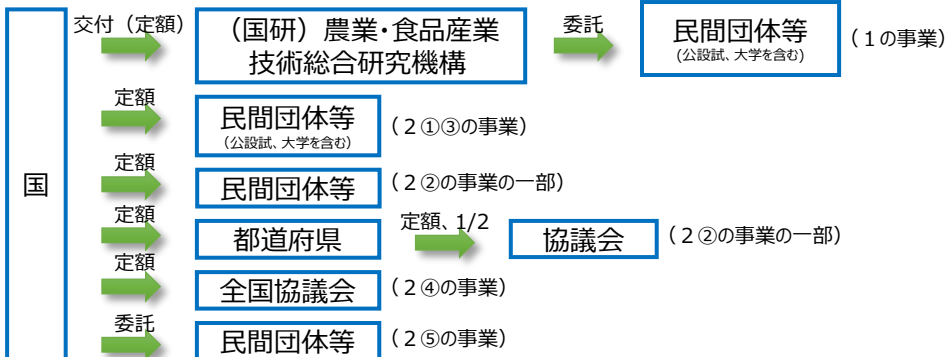 国
交付（定額）
（国研）農業・食品産業
技術総合研究機構
委託
民間団体等
(公設試、大学を含む)
（１の事業）
定額
民間団体等
(公設試、大学を含む)
（２①③の事業）
定額
民間団体等
（２②の事業の一部）
定額
都道府県
定額、1/2
協議会
（２②の事業の一部）
定額
全国協議会
（２④の事業）
委託
民間団体等
（２⑤の事業）